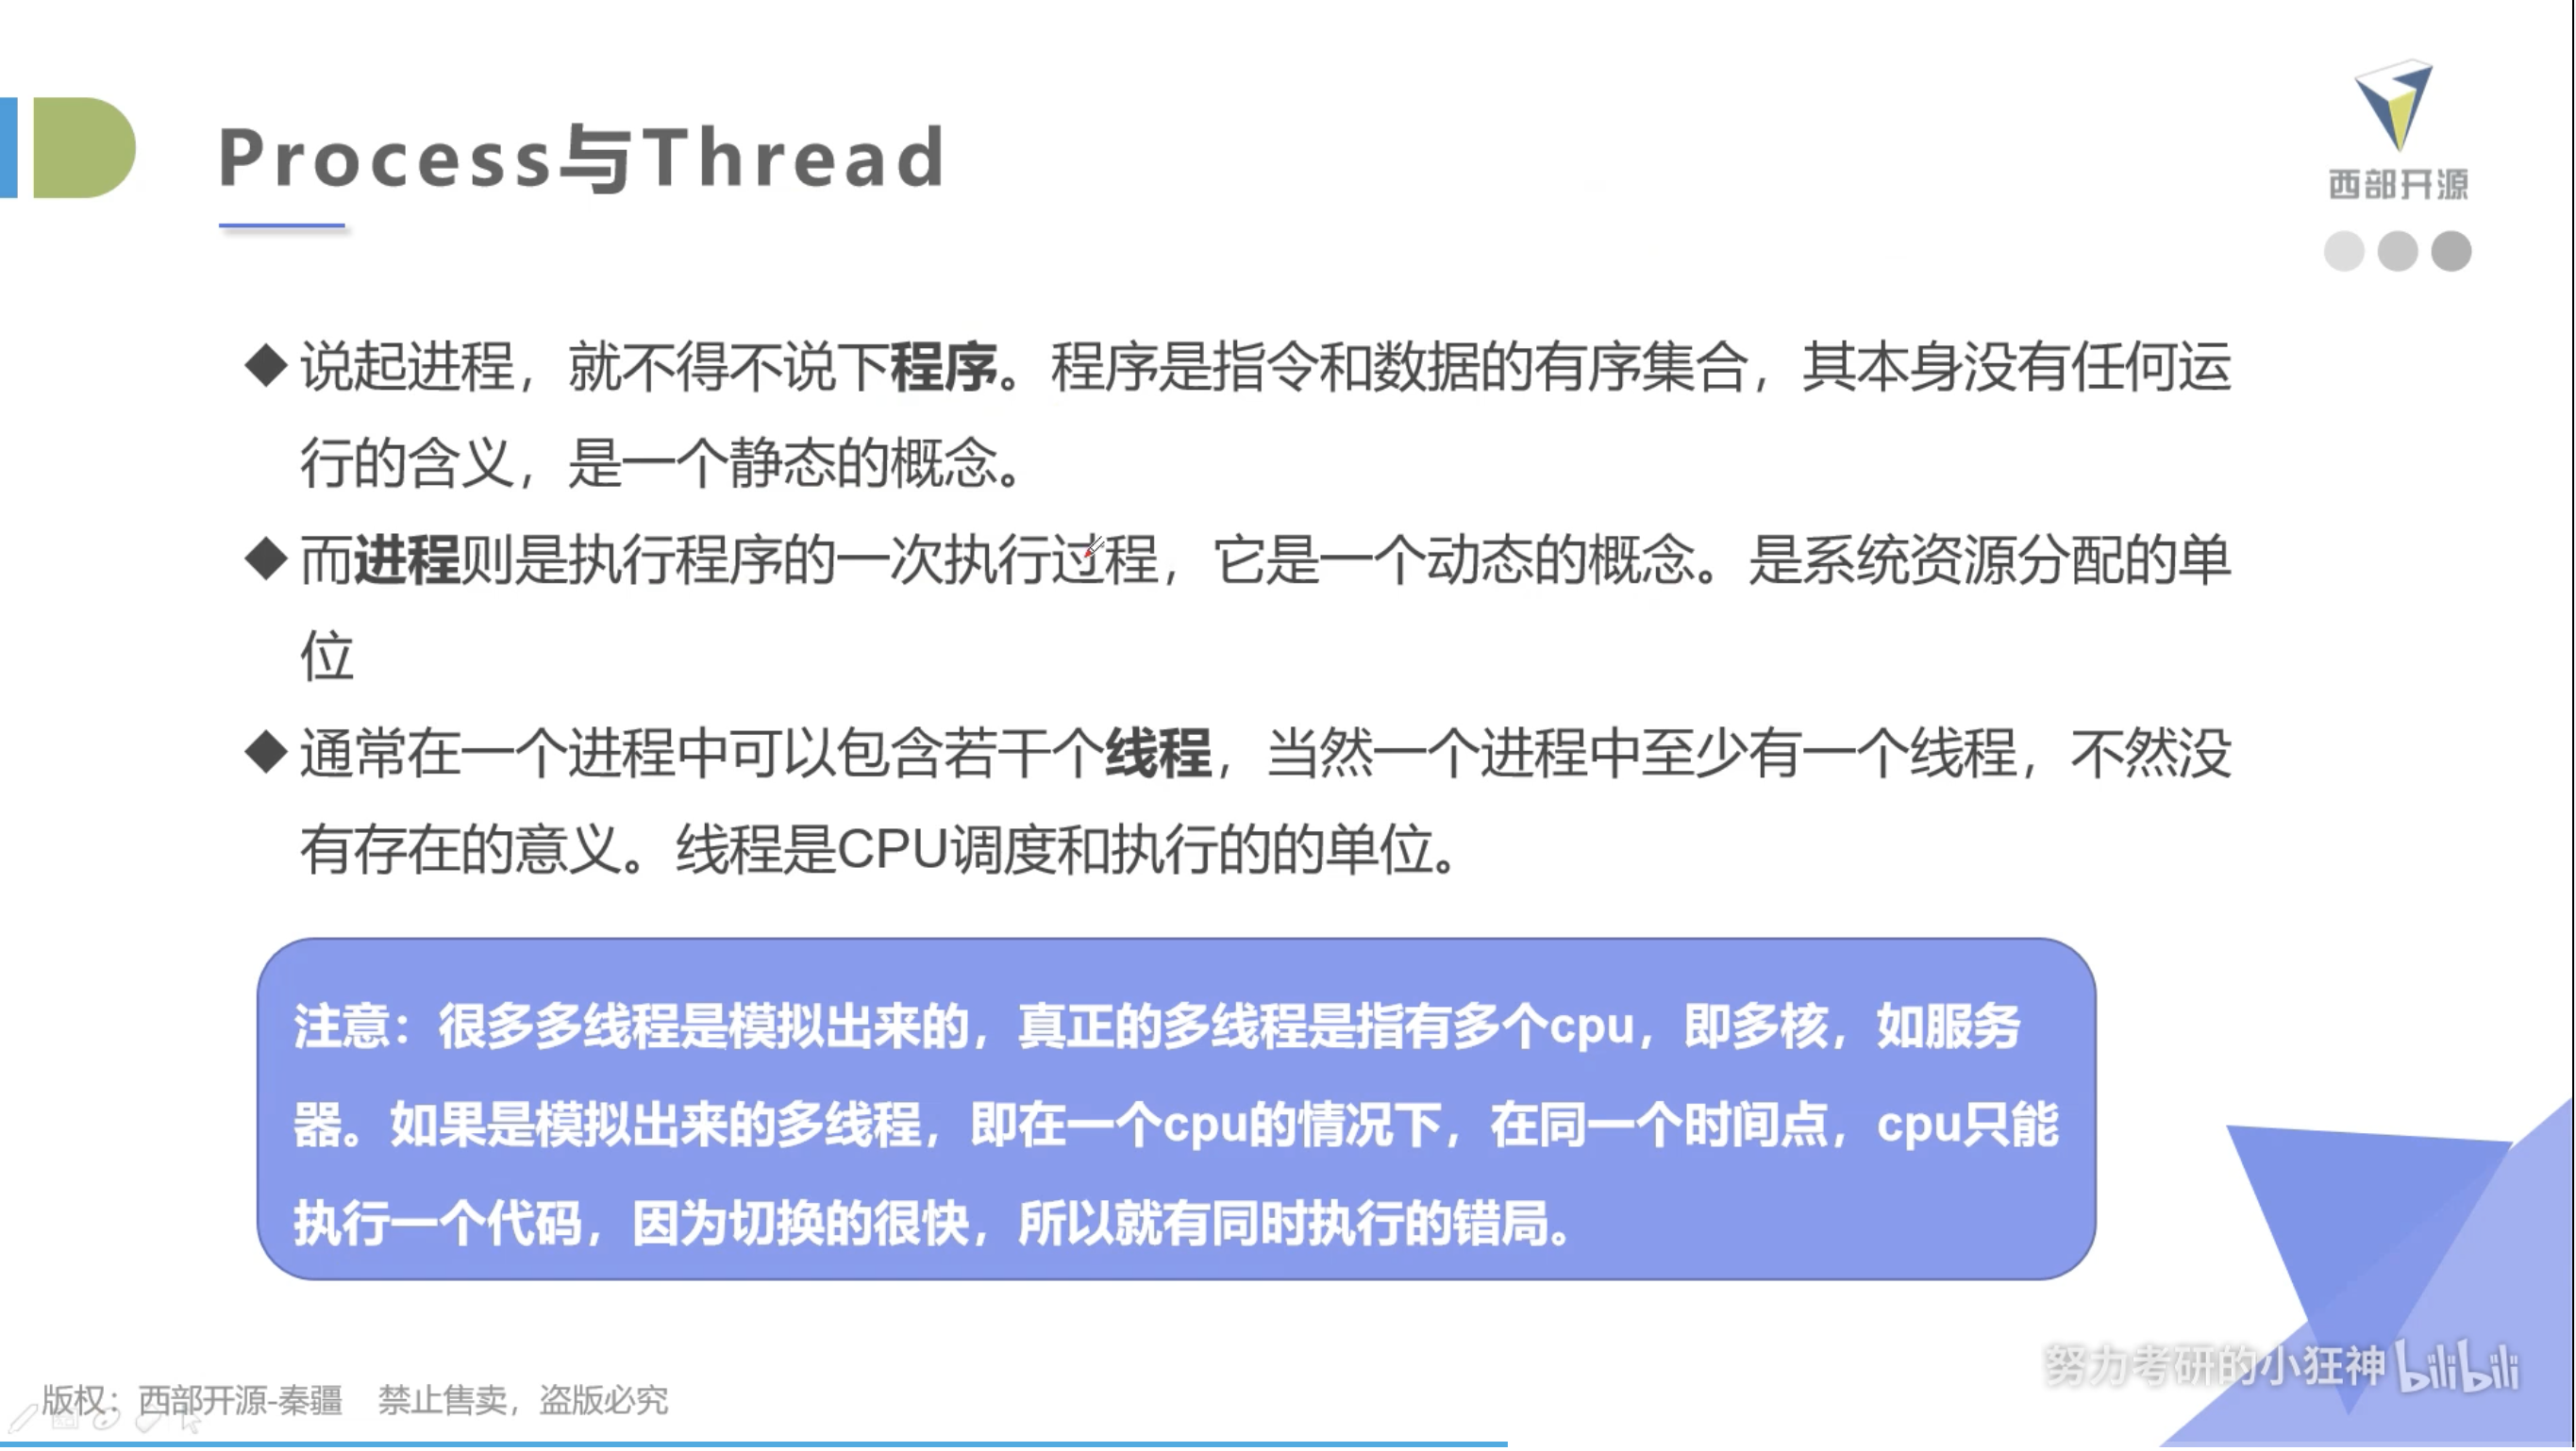 Process与Thread
西部开源
◆说起进程，就不得不说下程序。程序是指令和数据的有序集合，其本身没有任何运
行的含义，是一个静态的概念。
◆而进程则是执行程序的一次执行过程，它是一个动态的概念。是系统资源分配的单
位
◆通常在一个进程中可以包含若干个线程，当然一个进程中至少有一个线程，不然没
有存在的意义。线程是CPU调度和执行的的单位。
注意：很多多线程是模拟出来的，真正的多线程是指有多个cpu，即多核，如服务
器。如果是模拟出来的多线程，即在一个cpu的情况下，在同一个时间点，cpu只能
执行一个代码，因为切换的很快，所以就有同时执行的错局。
努力考研的小狂神 bilibili
版权：西部开源-秦疆 禁止售卖，盗版必究